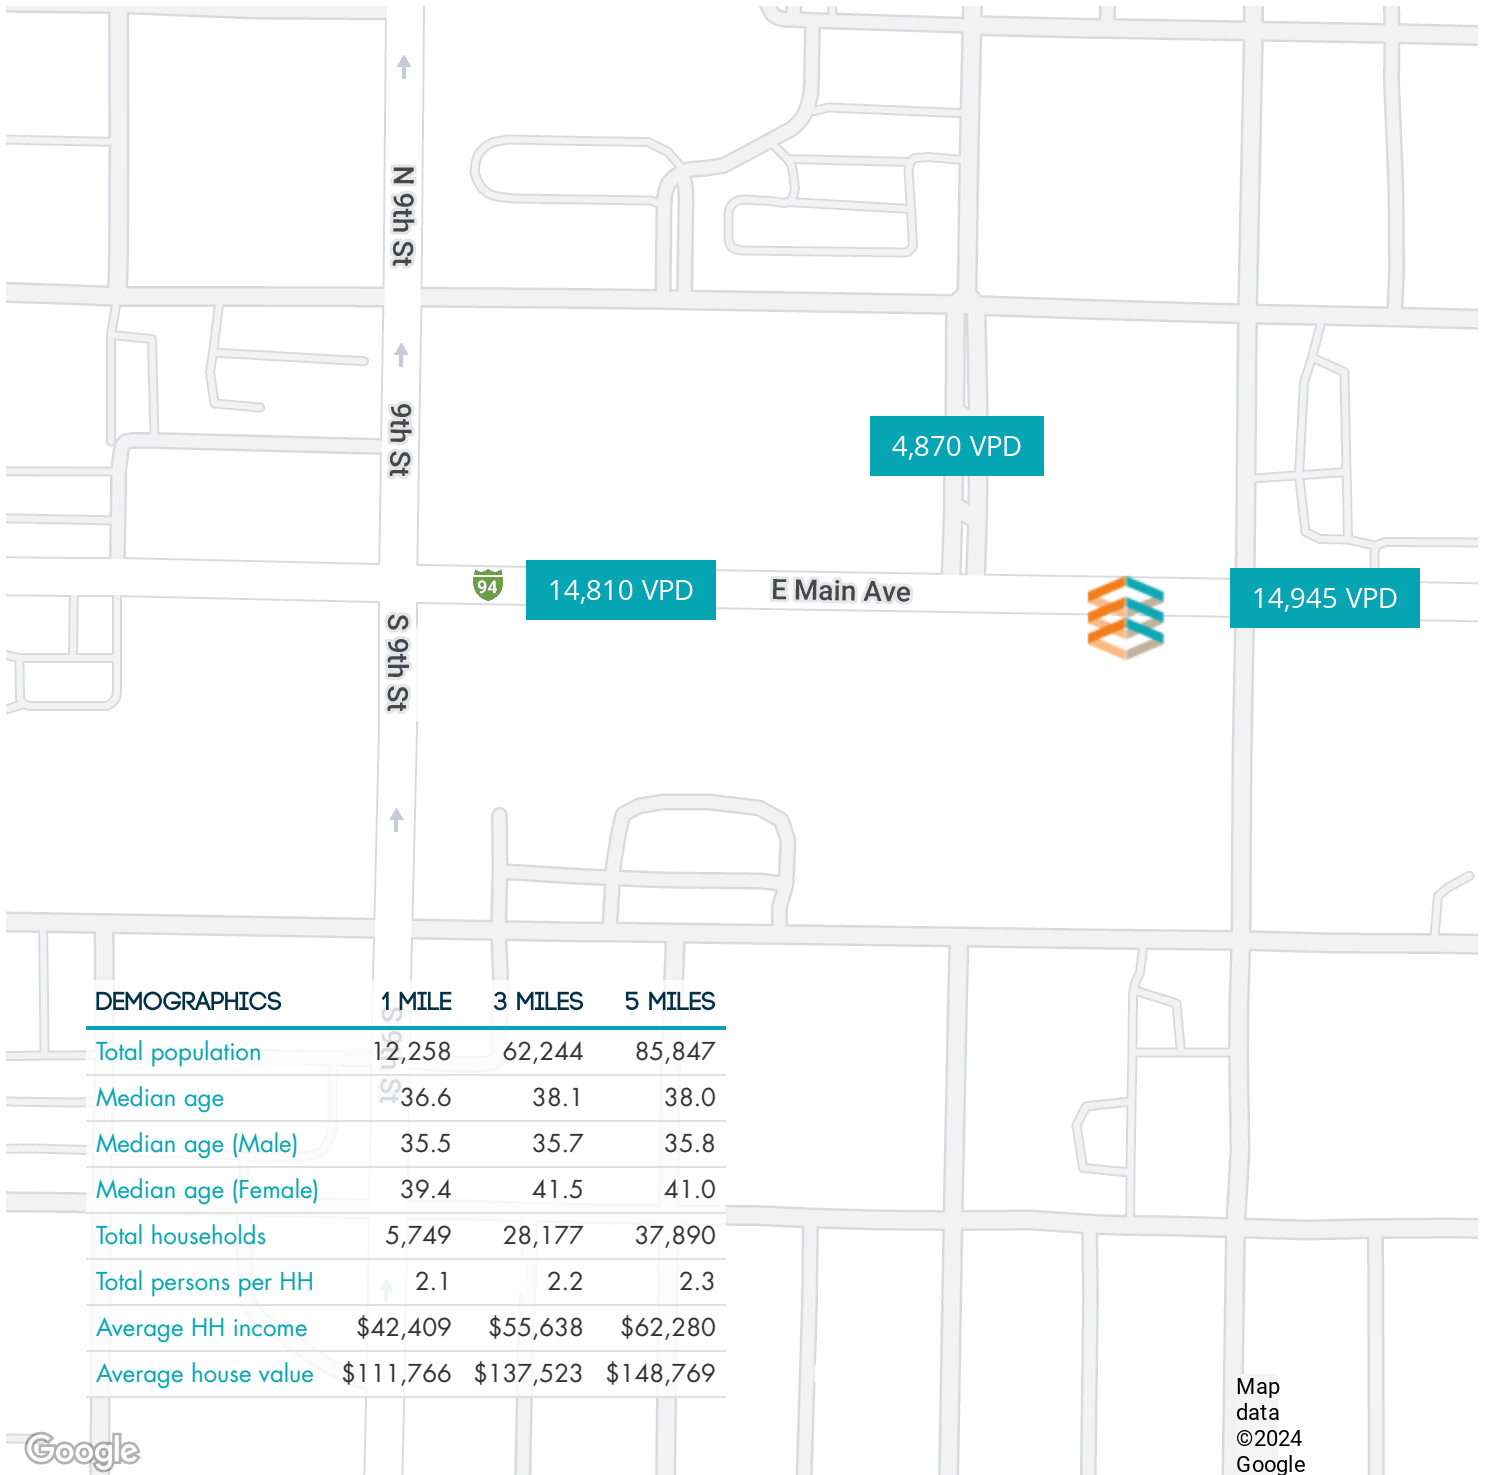 N 9th St
9th St
4,870 VPD
94
14,810 VPD
E Main Ave
14,945 VPD
S 9th St
DEMOGRAPHICS 1 MILE 3 MILES 5 MILES
S 9th St
Total population 12,258 62,244 85,847
Median age 36.6 38.1 38.0
Median age (Male) 35.5 35.7 35.8
Median age (Female) 39.4 41.5 41.0
Total households 5,749 28,177 37,890
Total persons per HH 2.1 2.2 2.3
Average HH income $42,409 $55,638 $62,280
Average house value $111,766 $137,523 $148,769
Map
data
©2024
Google
Google